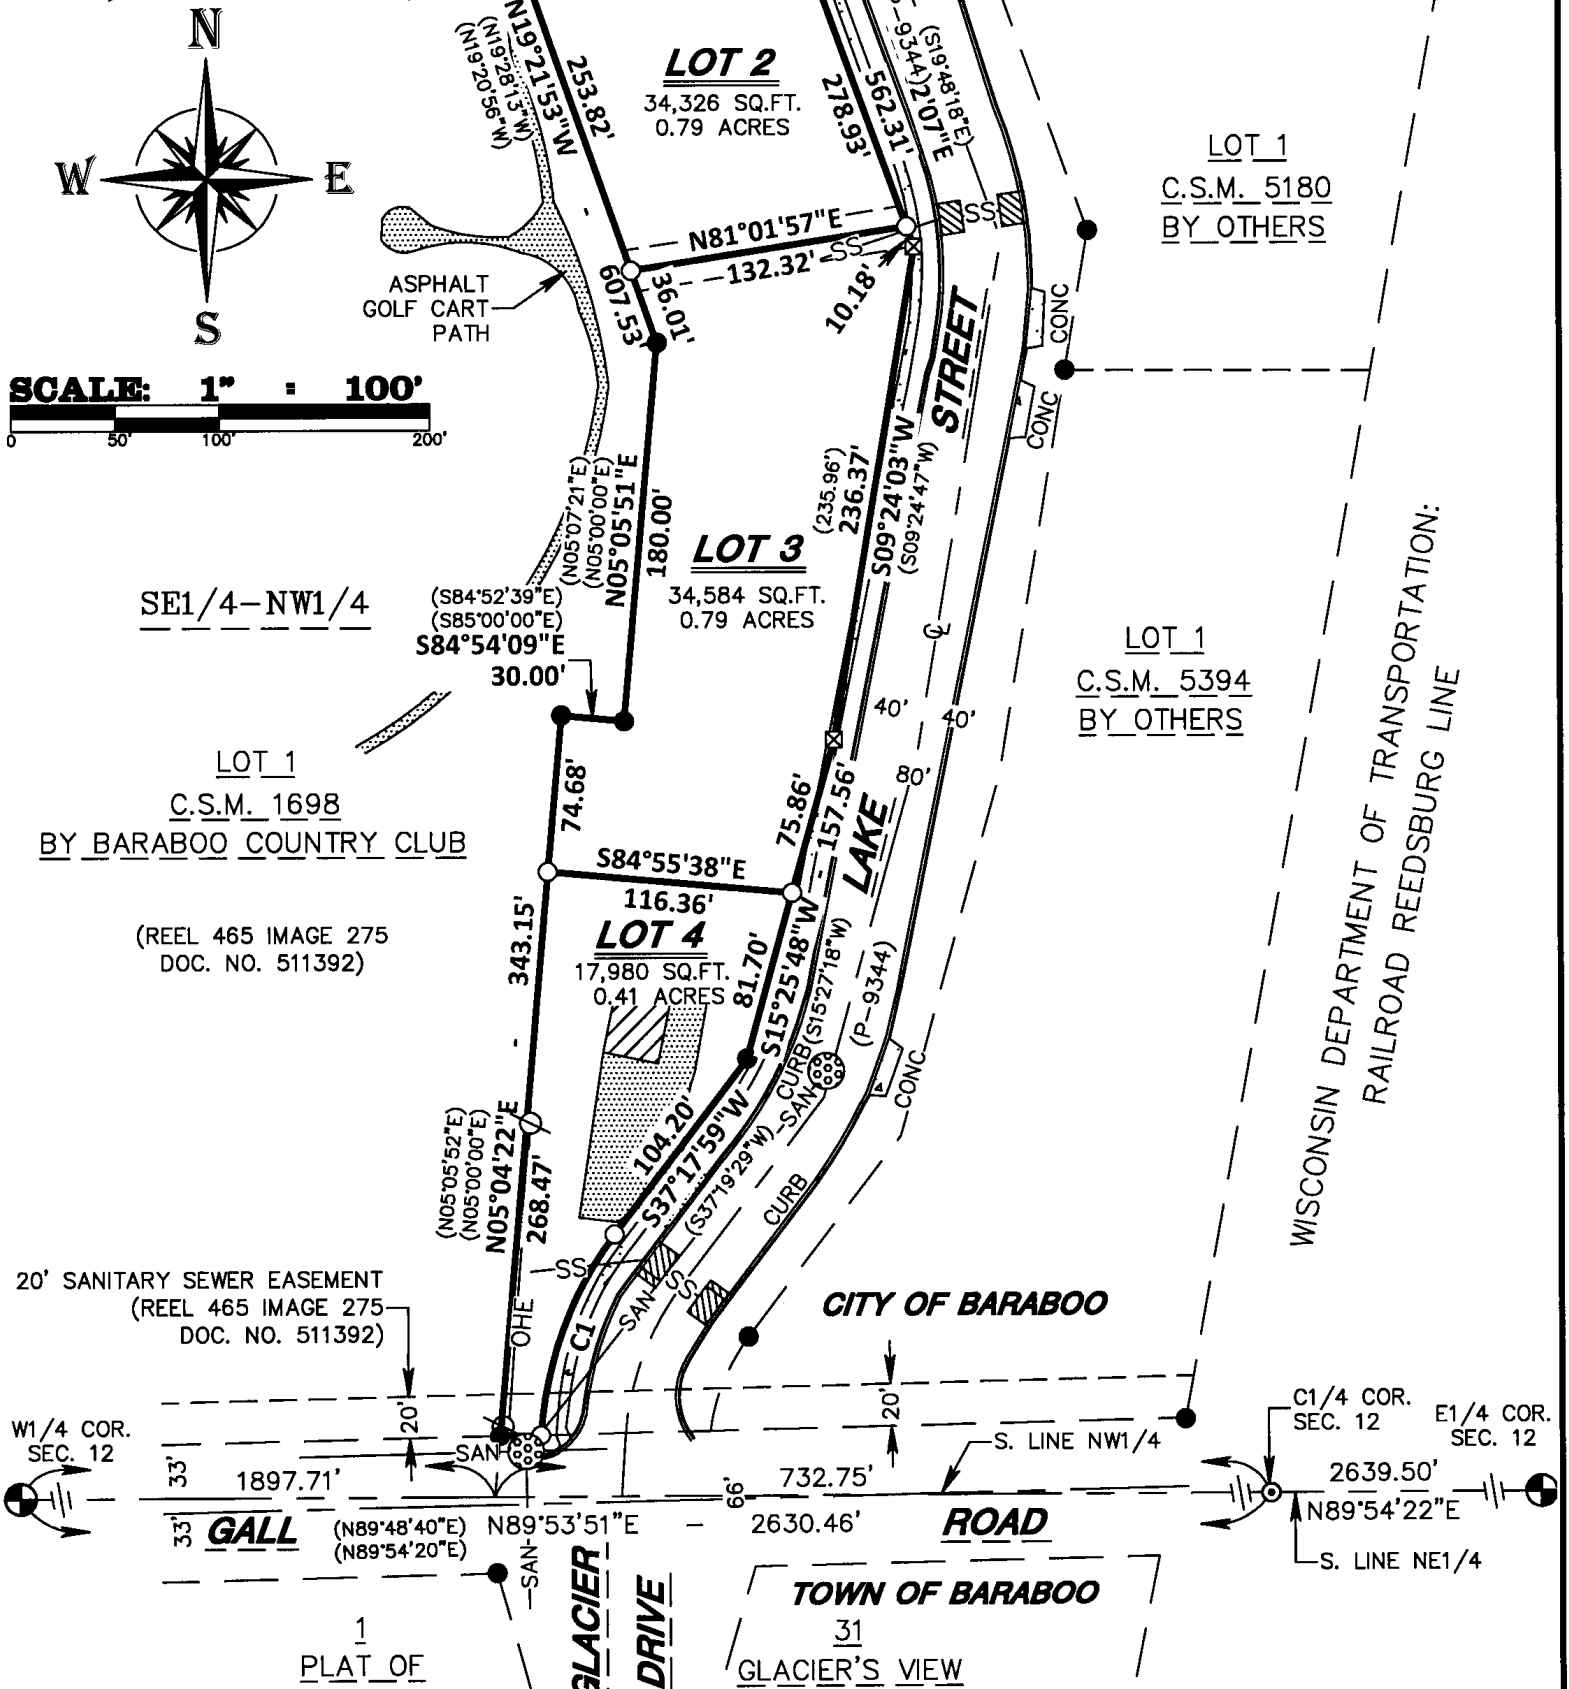 N
W
E
S
SCALE: 1" = 100'
0 50' 100' 200'
N19°21'53"W
(N19°28'13"W)
(N19°20'56"W)
253.82'
LOT 2
34,326 SQ.FT.
0.79 ACRES
278.93'
562.31'
2'07"E
-9344)
(S19°48'18"E)
LOT 1
C.S.M. 5180
BY OTHERS
N81°01'57"E
132.32'
SS
SS
10.18'
ASPHALT
GOLF CART
PATH
607.53'
36.01'
CONC
CONC
STREET
(N05°07'21"E)
(N05°00'00"E)
N05°05'51"E
180.00'
(235.96')
236.37'
S09°24'03"W
(S09°24'47"W)
LOT 3
34,584 SQ.FT.
0.79 ACRES
SE1/4-NW1/4
(S84°52'39"E)
(S85°00'00"E)
S84°54'09"E
30.00'
LOT 1
C.S.M. 5394
BY OTHERS
40'
40'
80'
WISCONSIN DEPARTMENT OF TRANSPORTATION:
RAILROAD REEDSBURG LINE
LOT 1
C.S.M. 1698
BY BARABOO COUNTRY CLUB
(REEL 465 IMAGE 275
DOC. NO. 511392)
74.68'
75.86'
157.56'
LAKE
S84°55'38"E
116.36'
LOT 4
17,980 SQ.FT.
0.41 ACRES
343.15'
-
81.70'
-
S15°25'48"W
(S15°27'18"W)
(P-9344)
CURB
SAN
CONC
104.20'
S37°17'59"W
(S37°19'29"W)
CURB
(N05°05'52"E)
(N05°00'00"E)
N05°04'22"E
268.47'
SS
SS
SAN
OHE
C1
20' SANITARY SEWER EASEMENT
(REEL 465 IMAGE 275
DOC. NO. 511392)
CITY OF BARABOO
20'
20'
W1/4 COR.
SEC. 12
C1/4 COR.
SEC. 12
E1/4 COR.
SEC. 12
SAN
S. LINE NW1/4
33'
1897.71'
66'
732.75'
2639.50'
N89°54'22"E
33'
GALL
(N89°48'40"E)
(N89°54'20"E)
N89°53'51"E - 2630.46'
ROAD
S. LINE NE1/4
SAN
GLACIER
DRIVE
TOWN OF BARABOO
1
PLAT OF
31
GLACIER'S VIEW